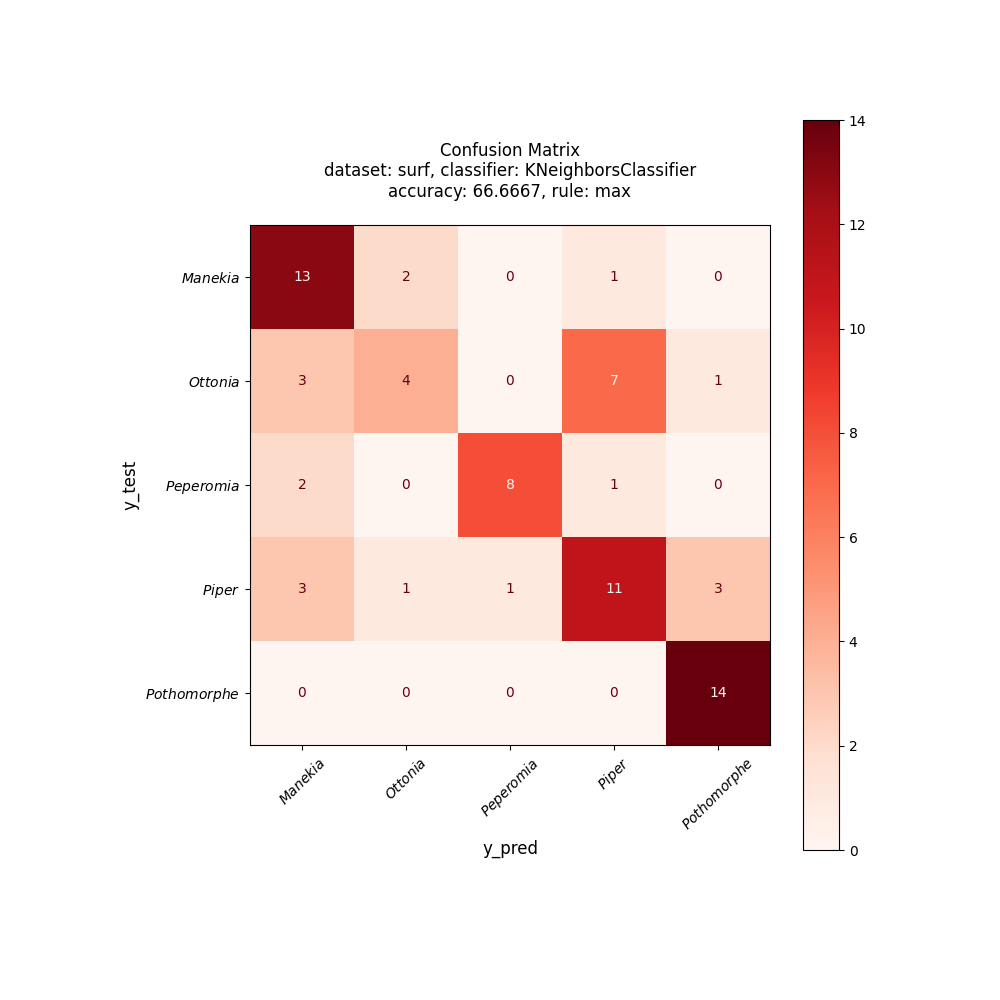 Confusion Matrix
dataset: surf, classifier: KNeighborsClassifier
accuracy: 66.6667, rule: max
Manekia 13 2 0 1 0
Ottonia 3 4 0 7 1
Peperomia 2 0 8 1 0
Piper 3 1 1 11 3
Pothomorphe 0 0 0 0 14
y_test
Manekia Ottonia Peperomia Piper Pothomorphe
y_pred
14
12
10
8
6
4
2
0